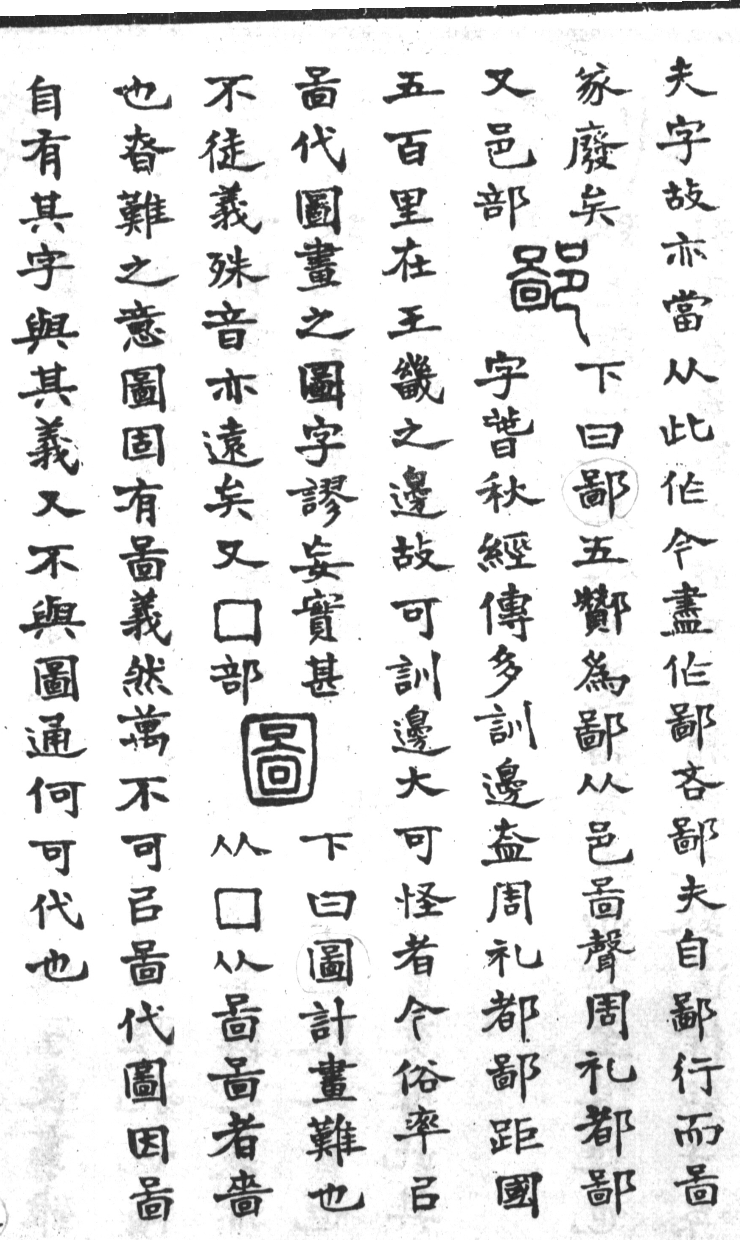 夫字故亦當从此作今盡作鄙吝鄙夫自鄙行而啚
家廢矣
又邑部
鄙
下曰鄙五酇為鄙从邑啚聲周礼都鄙
字萅秋經傳多訓邊葢周礼都鄙距國
五百里在王畿之邊故可訓邊大可怪者今俗率㠯
啚代圖畫之圖字謬妄實甚
不徒義殊音亦遠矣又囗部
圖
下曰圖計畫難也
从囗从啚啚者嗇
也沓難之意圖固有啚義然萬不可㠯啚代圖因啚
自有其字與其義又不與圖通何可代也